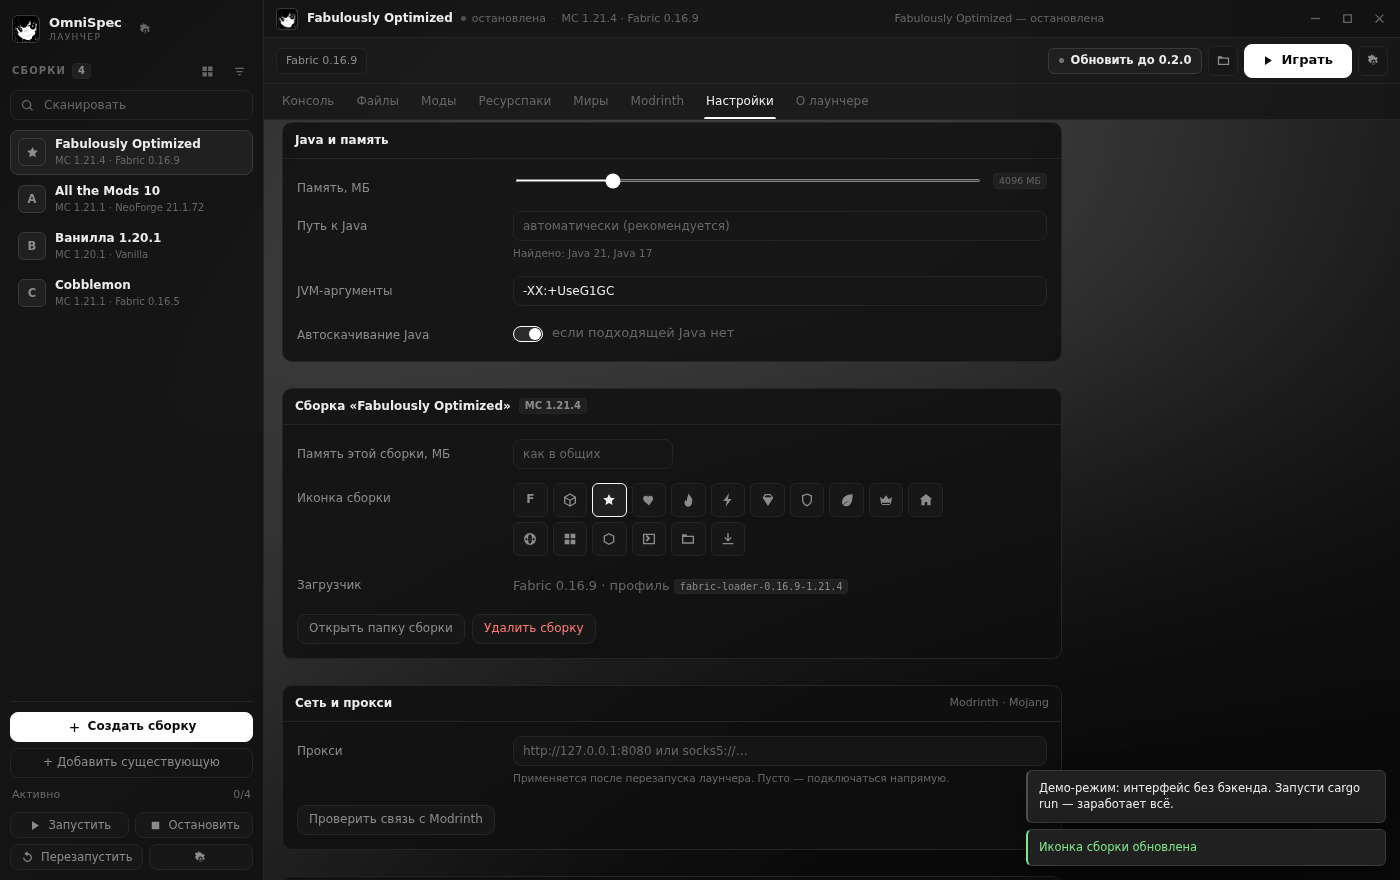 OmniSpec
ЛАУНЧЕР
СБОРКИ 4
Сканировать
Fabulously Optimized
MC 1.21.4 · Fabric 0.16.9
A
All the Mods 10
MC 1.21.1 · NeoForge 21.1.72
В
Ванилла 1.20.1
MC 1.20.1 · Vanilla
C
Cobblemon
MC 1.21.1 · Fabric 0.16.5
+ Создать сборку
+ Добавить существующую
Активно 0/4
Запустить Остановить
Перезапустить
Fabulously Optimized остановлена · MC 1.21.4 · Fabric 0.16.9 Fabulously Optimized — остановлена
Fabric 0.16.9 Обновить до 0.2.0 Играть
Консоль Файлы Моды Ресурспаки Миры Modrinth Настройки О лаунчере
Java и память
Память, МБ 4096 МБ
Путь к Java автоматически (рекомендуется)
Найдено: Java 21, Java 17
JVM-аргументы -XX:+UseG1GC
Автоскачивание Java если подходящей Java нет
Сборка «Fabulously Optimized» MC 1.21.4
Память этой сборки, МБ как в общих
Иконка сборки F
Загрузчик Fabric 0.16.9 · профиль fabric-loader-0.16.9-1.21.4
Открыть папку сборки Удалить сборку
Сеть и прокси Modrinth · Mojang
Прокси http://127.0.0.1:8080 или socks5://…
Применяется после перезапуска лаунчера. Пусто — подключаться напрямую.
Проверить связь с Modrinth
Демо-режим: интерфейс без бэкенда. Запусти cargo
run — заработает всё.
Иконка сборки обновлена